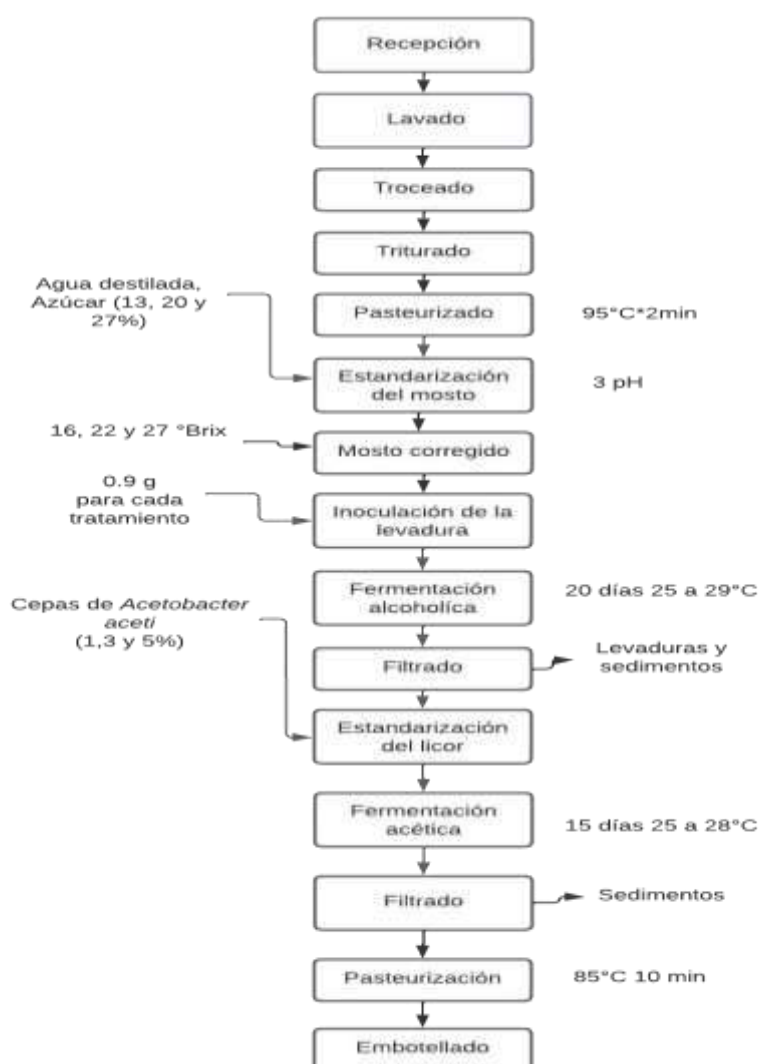 Recepción
Lavado
Troceado
Triturado
Agua destilada,
Azúcar (13, 20 y
27%)
Pasteurizado
95°C*2min
Estandarización
del mosto
3 pH
16, 22 y 27 °Brix
Mosto corregido
0.9 g
para cada
tratamiento
Inoculación de la
levadura
Fermentación
alcoholíca
20 días 25 a 29°C
Cepas de Acetobacter
aceti
(1,3 y 5%)
Filtrado
Levaduras y
sedimentos
Estandarización
del licor
Fermentación
acética
15 días 25 a 28°C
Filtrado
Sedimentos
Pasteurización
85°C 10 min
Embotellado